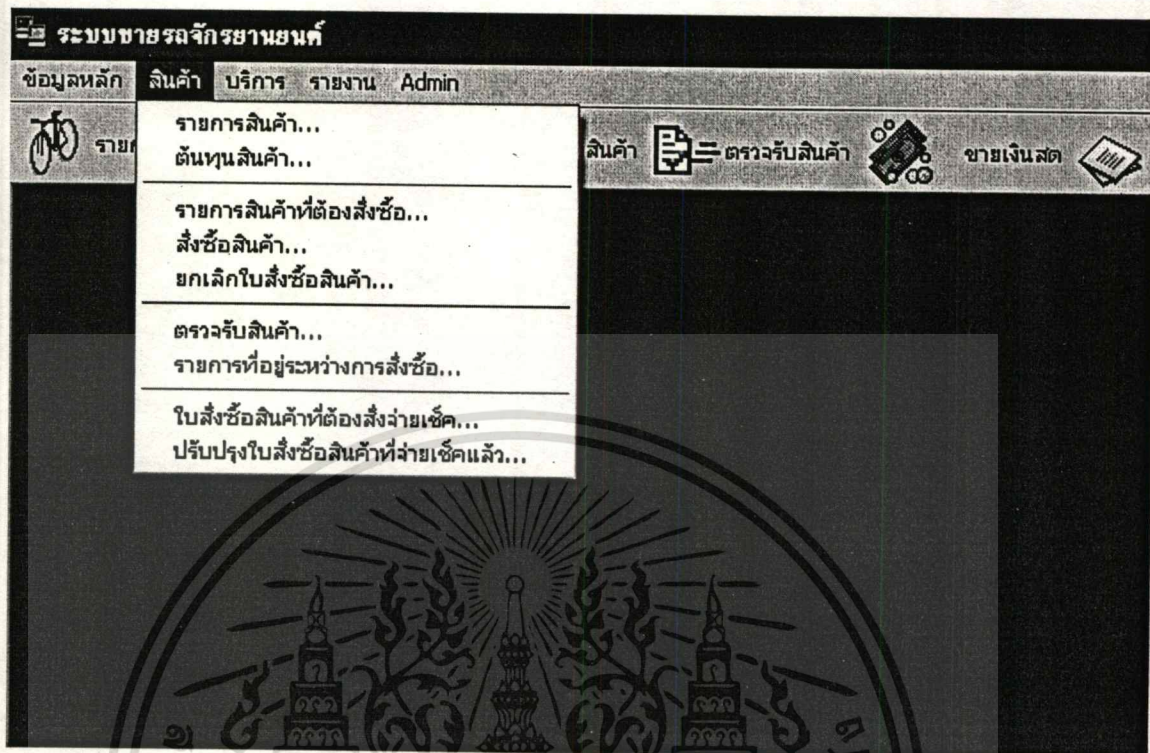 ระบบขายรถจักรยานยนต์
ข้อมูลหลัก สินค้า บริการ รายงาน Admin
สินค้า ตรวจรับสินค้า ขายเงินสด
รายการสินค้า...
ต้นทุนสินค้า...
รายการสินค้าที่ต้องสั่งซื้อ...
สั่งซื้อสินค้า...
ยกเลิกใบสั่งซื้อสินค้า...
ตรวจรับสินค้า...
รายการที่อยู่ระหว่างการสั่งซื้อ...
ใบสั่งซื้อสินค้าที่ต้องสั่งจ่ายเช็ค...
ปรับปรุงใบสั่งซื้อสินค้าที่จ่ายเช็คแล้ว...